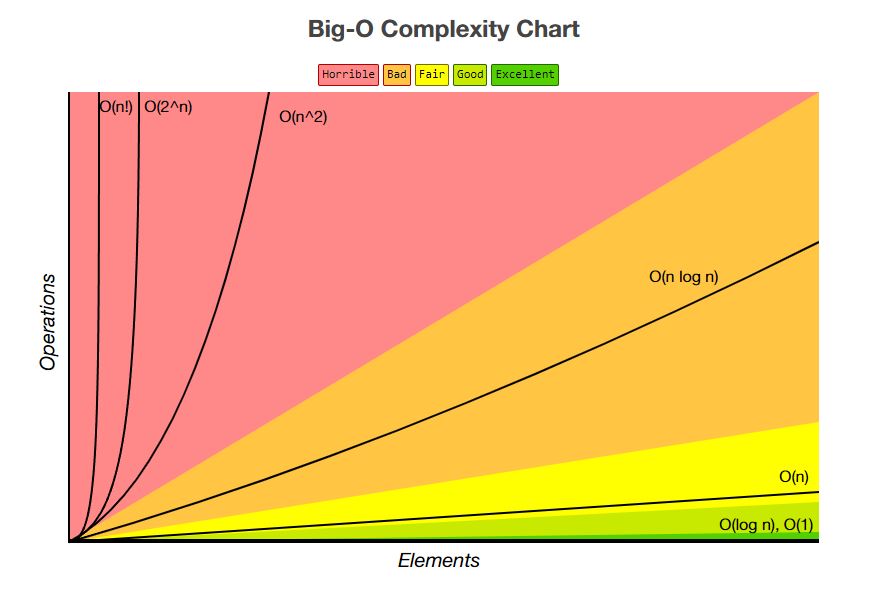 Big-O Complexity Chart
Horrible Bad Fair Good Excellent
O(n!) O(2^n)
O(n^2)
O(n log n)
Operations
O(n)
O(log n), O(1)
Elements